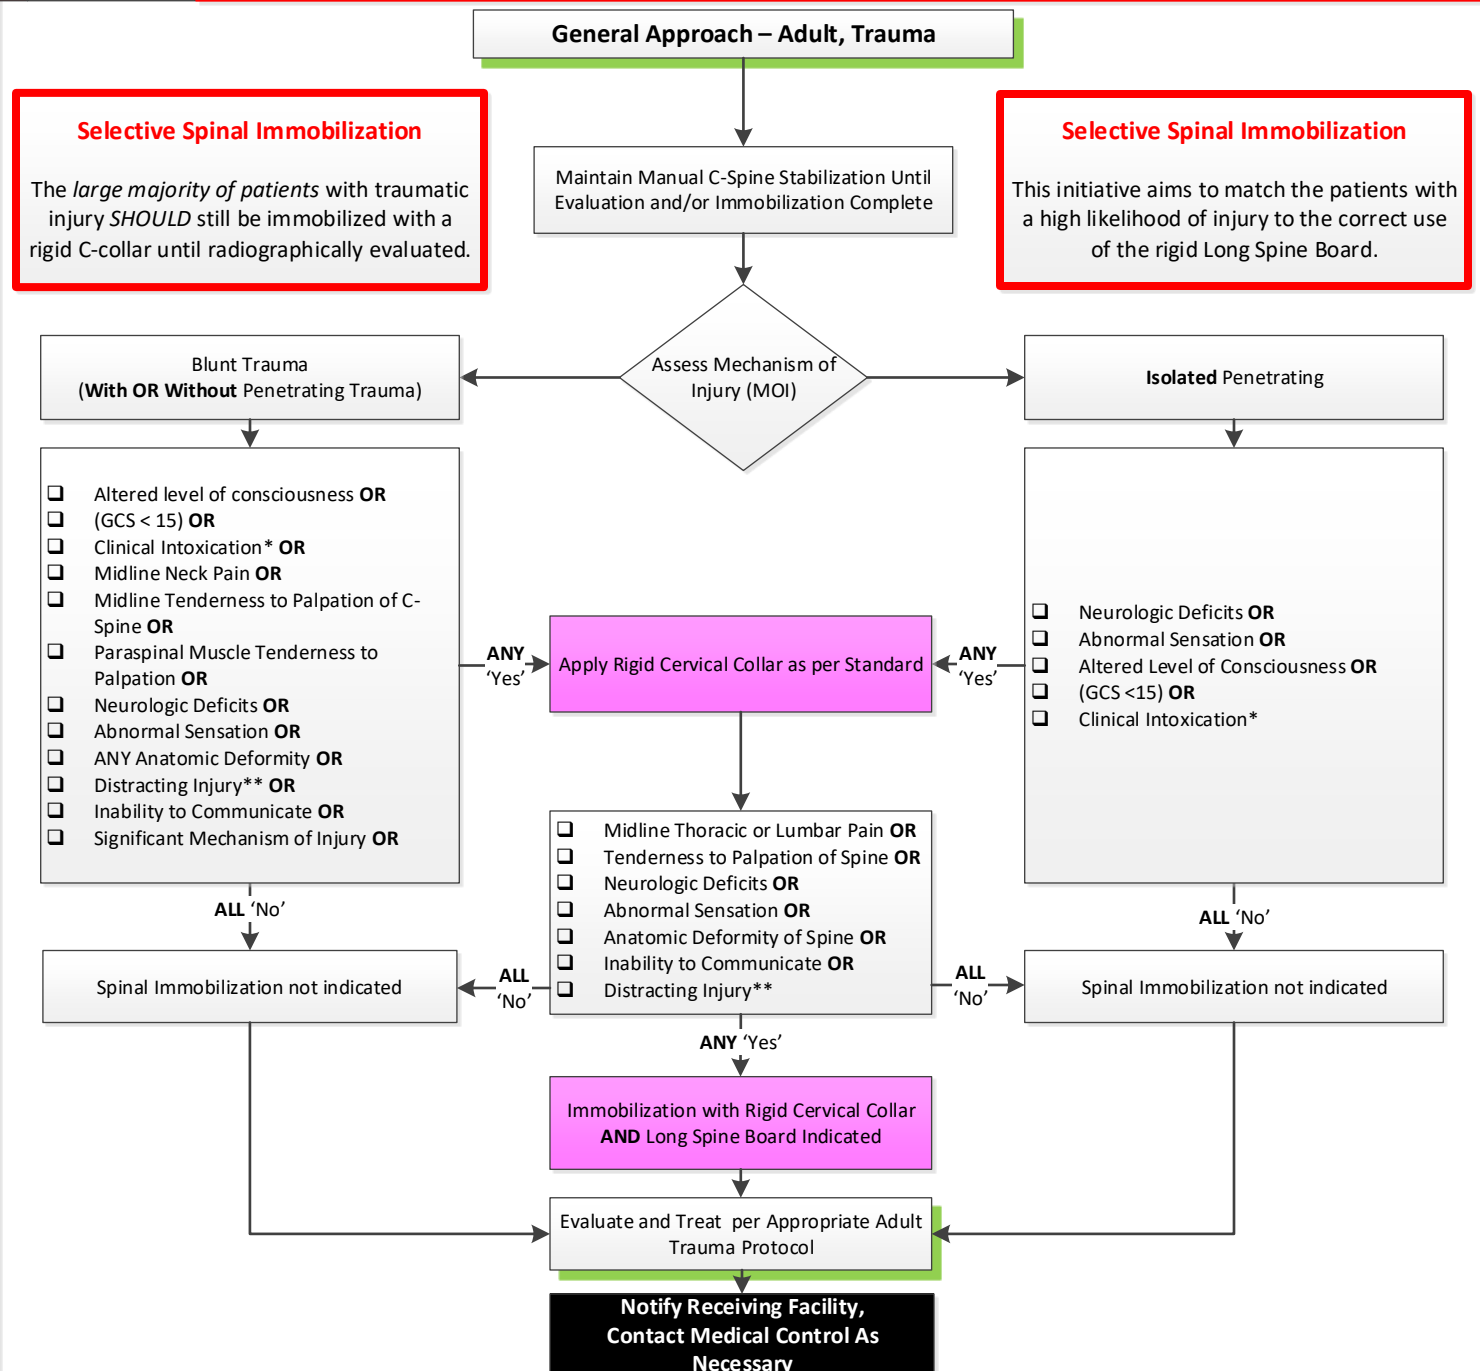 General Approach – Adult, Trauma
Selective Spinal Immobilization
The large majority of patients with traumatic
injury SHOULD still be immobilized with a
rigid C-collar until radiographically evaluated.
Maintain Manual C-Spine Stabilization Until
Evaluation and/or Immobilization Complete
Selective Spinal Immobilization
This initiative aims to match the patients with
a high likelihood of injury to the correct use
of the rigid Long Spine Board.
Blunt Trauma
(With OR Without Penetrating Trauma)
Assess Mechanism of
Injury (MOI)
Isolated Penetrating
❑ Altered level of consciousness OR
❑ (GCS < 15) OR
❑ Clinical Intoxication* OR
❑ Midline Neck Pain OR
❑ Midline Tenderness to Palpation of C-
Spine OR
❑ Paraspinal Muscle Tenderness to
Palpation OR
❑ Neurologic Deficits OR
❑ Abnormal Sensation OR
❑ ANY Anatomic Deformity OR
❑ Distracting Injury** OR
❑ Inability to Communicate OR
❑ Significant Mechanism of Injury OR
ANY
‘Yes’
Apply Rigid Cervical Collar as per Standard
ANY
‘Yes’
❑ Neurologic Deficits OR
❑ Abnormal Sensation OR
❑ Altered Level of Consciousness OR
❑ (GCS <15) OR
❑ Clinical Intoxication*
❑ Midline Thoracic or Lumbar Pain OR
❑ Tenderness to Palpation of Spine OR
❑ Neurologic Deficits OR
❑ Abnormal Sensation OR
❑ Anatomic Deformity of Spine OR
❑ Inability to Communicate OR
❑ Distracting Injury**
ALL ‘No’
ALL ‘No’
Spinal Immobilization not indicated
ALL
‘No’
ALL
‘No’
Spinal Immobilization not indicated
ANY ‘Yes’
Immobilization with Rigid Cervical Collar
AND Long Spine Board Indicated
Evaluate and Treat per Appropriate Adult
Trauma Protocol
Notify Receiving Facility,
Contact Medical Control As
Necessary